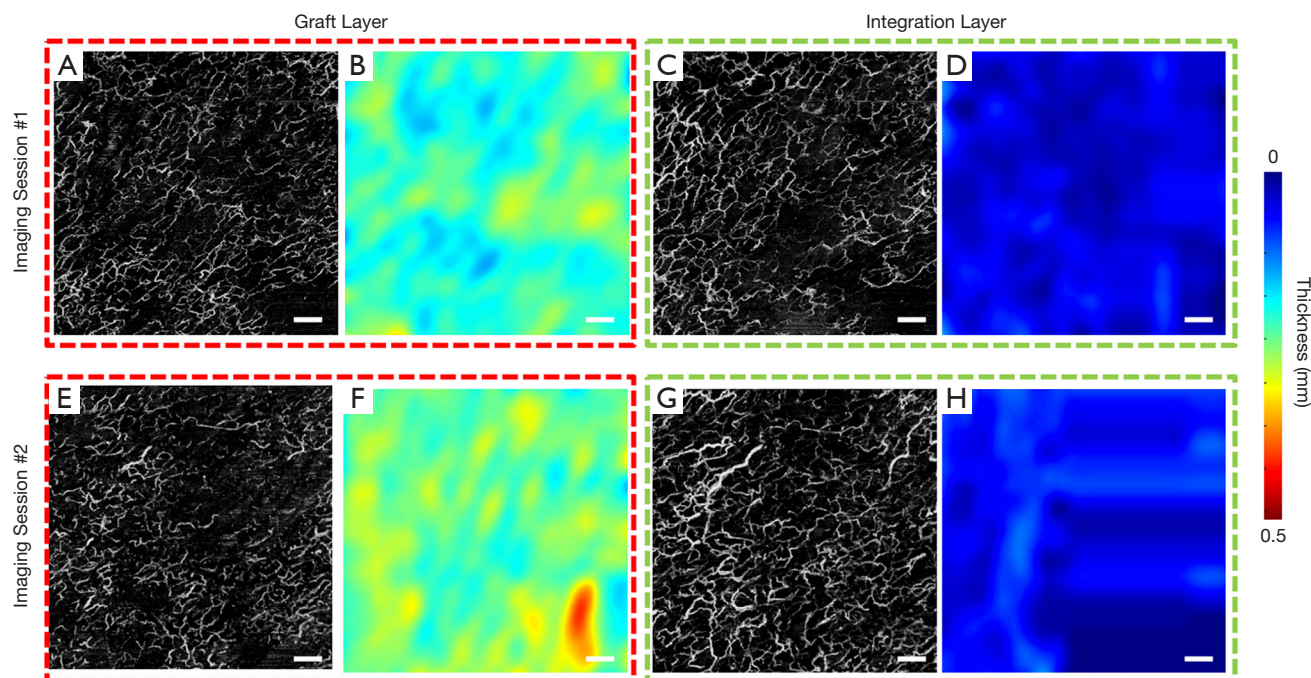 Graft Layer
Integration Layer
Imaging Session #1
A
B
C
D
0
Thickness (mm)
0.5
Imaging Session #2
E
F
G
H